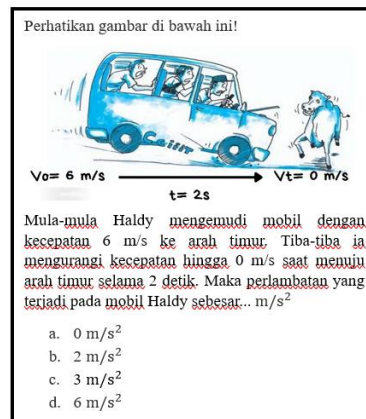 Perhatikan gambar di bawah ini!
Ceiiit
Vo= 6 m/s
Vt= 0 m/s
t= 2s
Mula-mula Haldy mengemudi mobil dengan
kecepatan 6 m/s ke arah timur. Tiba-tiba ia
mengurangi kecepatan hingga 0 m/s saat menuju
arah timur selama 2 detik. Maka perlambatan yang
terjadi pada mobil Haldy sebesar... m/s²
a. 0 m/s²
b. 2 m/s²
c. 3 m/s²
d. 6 m/s²